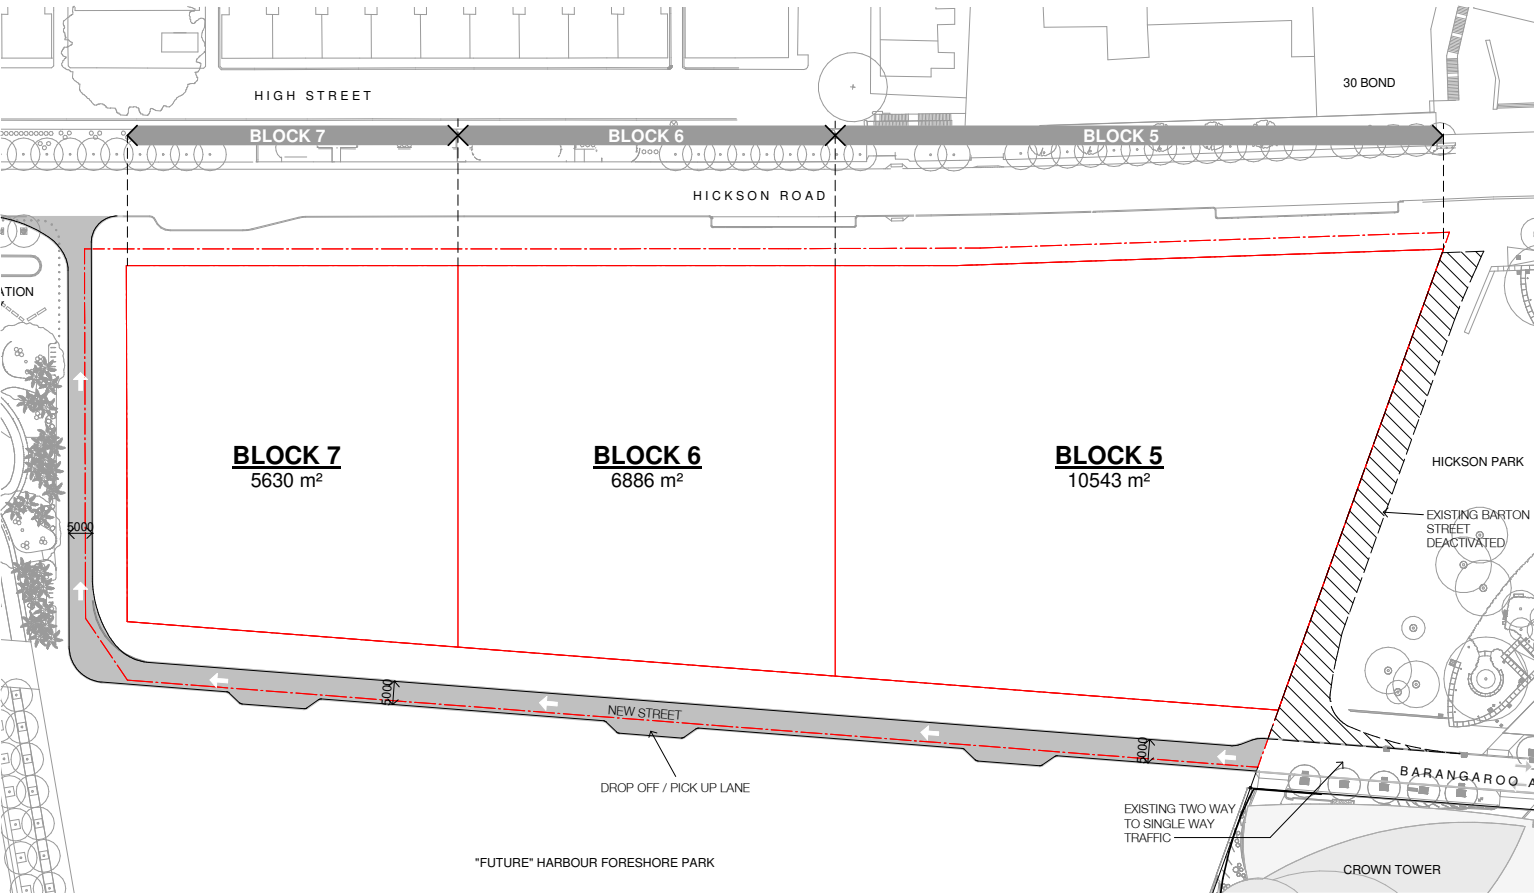 HIGH STREET
30 BOND
BLOCK 7
BLOCK 6
BLOCK 5
HICKSON ROAD
ATION
BLOCK 7
5630 m²
BLOCK 6
6886 m²
BLOCK 5
10543 m²
HICKSON PARK
EXISTING BARTON
STREET
DEACTIVATED
5000
5000
NEW STREET
5000
DROP OFF / PICK UP LANE
BARANGAROO A
EXISTING TWO WAY
TO SINGLE WAY
TRAFFIC
"FUTURE" HARBOUR FORESHORE PARK
CROWN TOWER